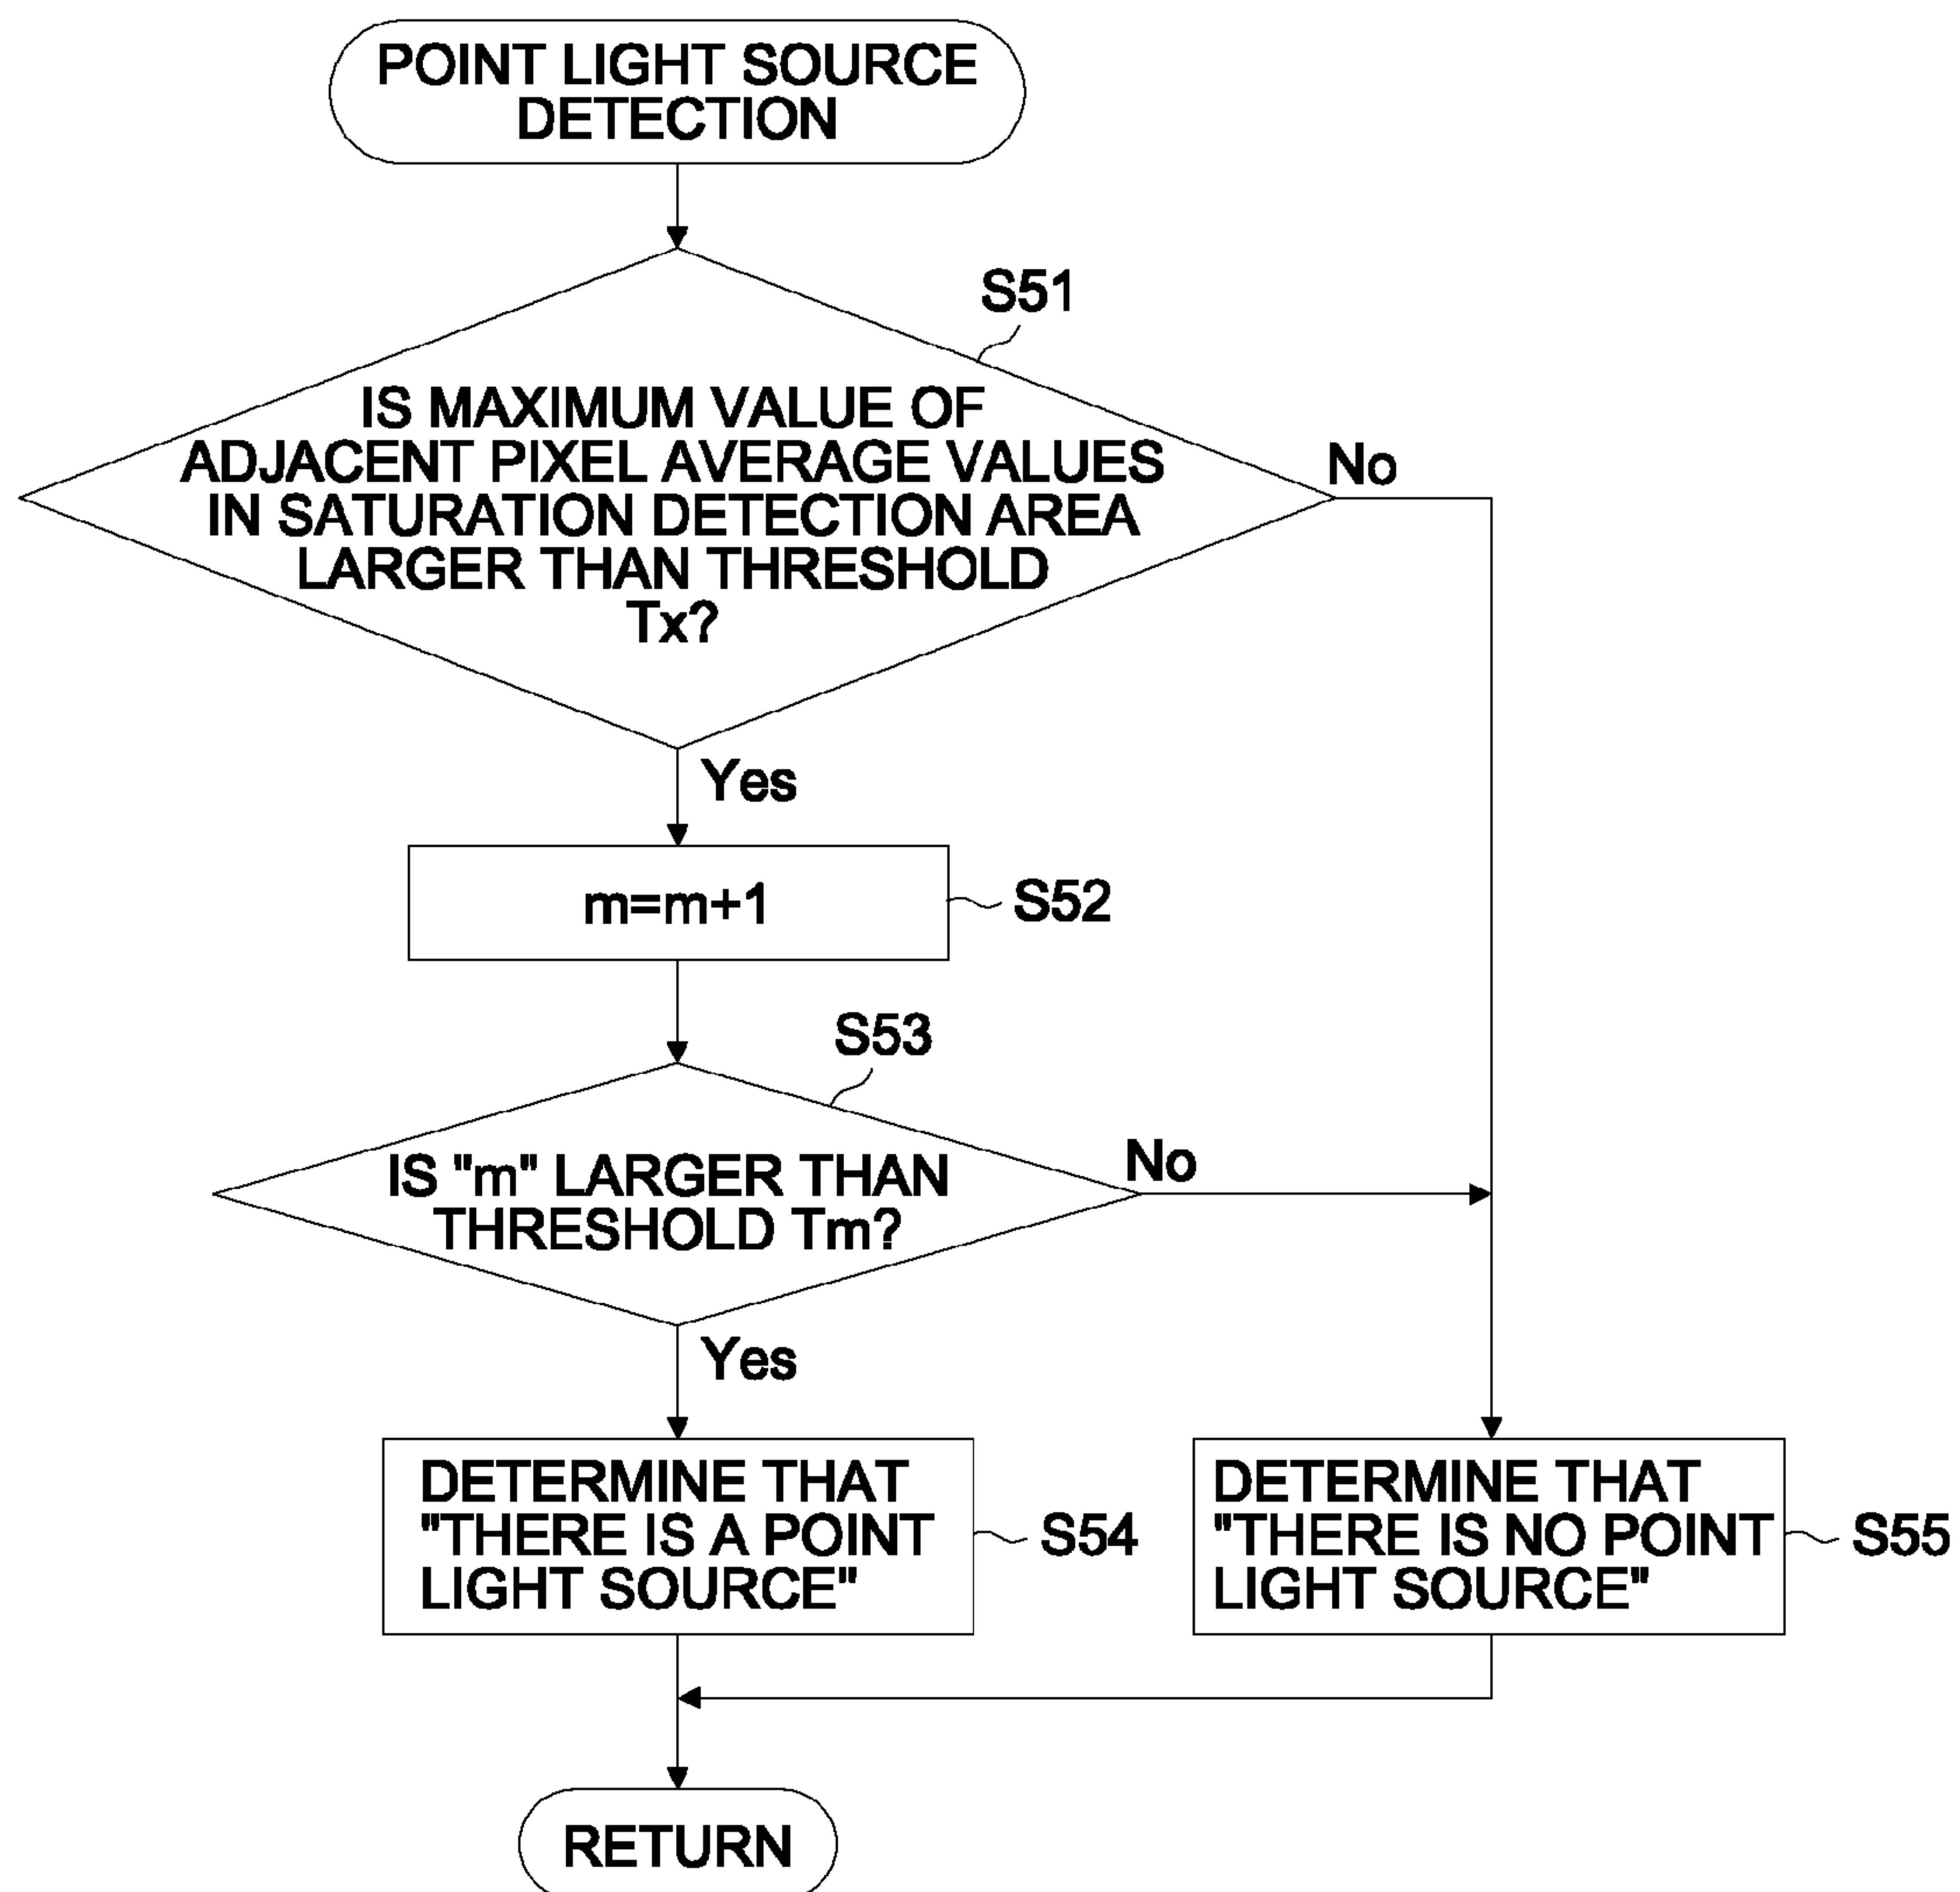 POINT LIGHT SOURCE
DETECTION
S51
IS MAXIMUM VALUE OF
ADJACENT PIXEL AVERAGE VALUES
IN SATURATION DETECTION AREA
LARGER THAN THRESHOLD
Tx?
No
Yes
m=m+1
S52
S53
IS "m" LARGER THAN
THRESHOLD Tm?
No
Yes
DETERMINE THAT
"THERE IS A POINT
LIGHT SOURCE"
S54
DETERMINE THAT
"THERE IS NO POINT
LIGHT SOURCE"
S55
RETURN